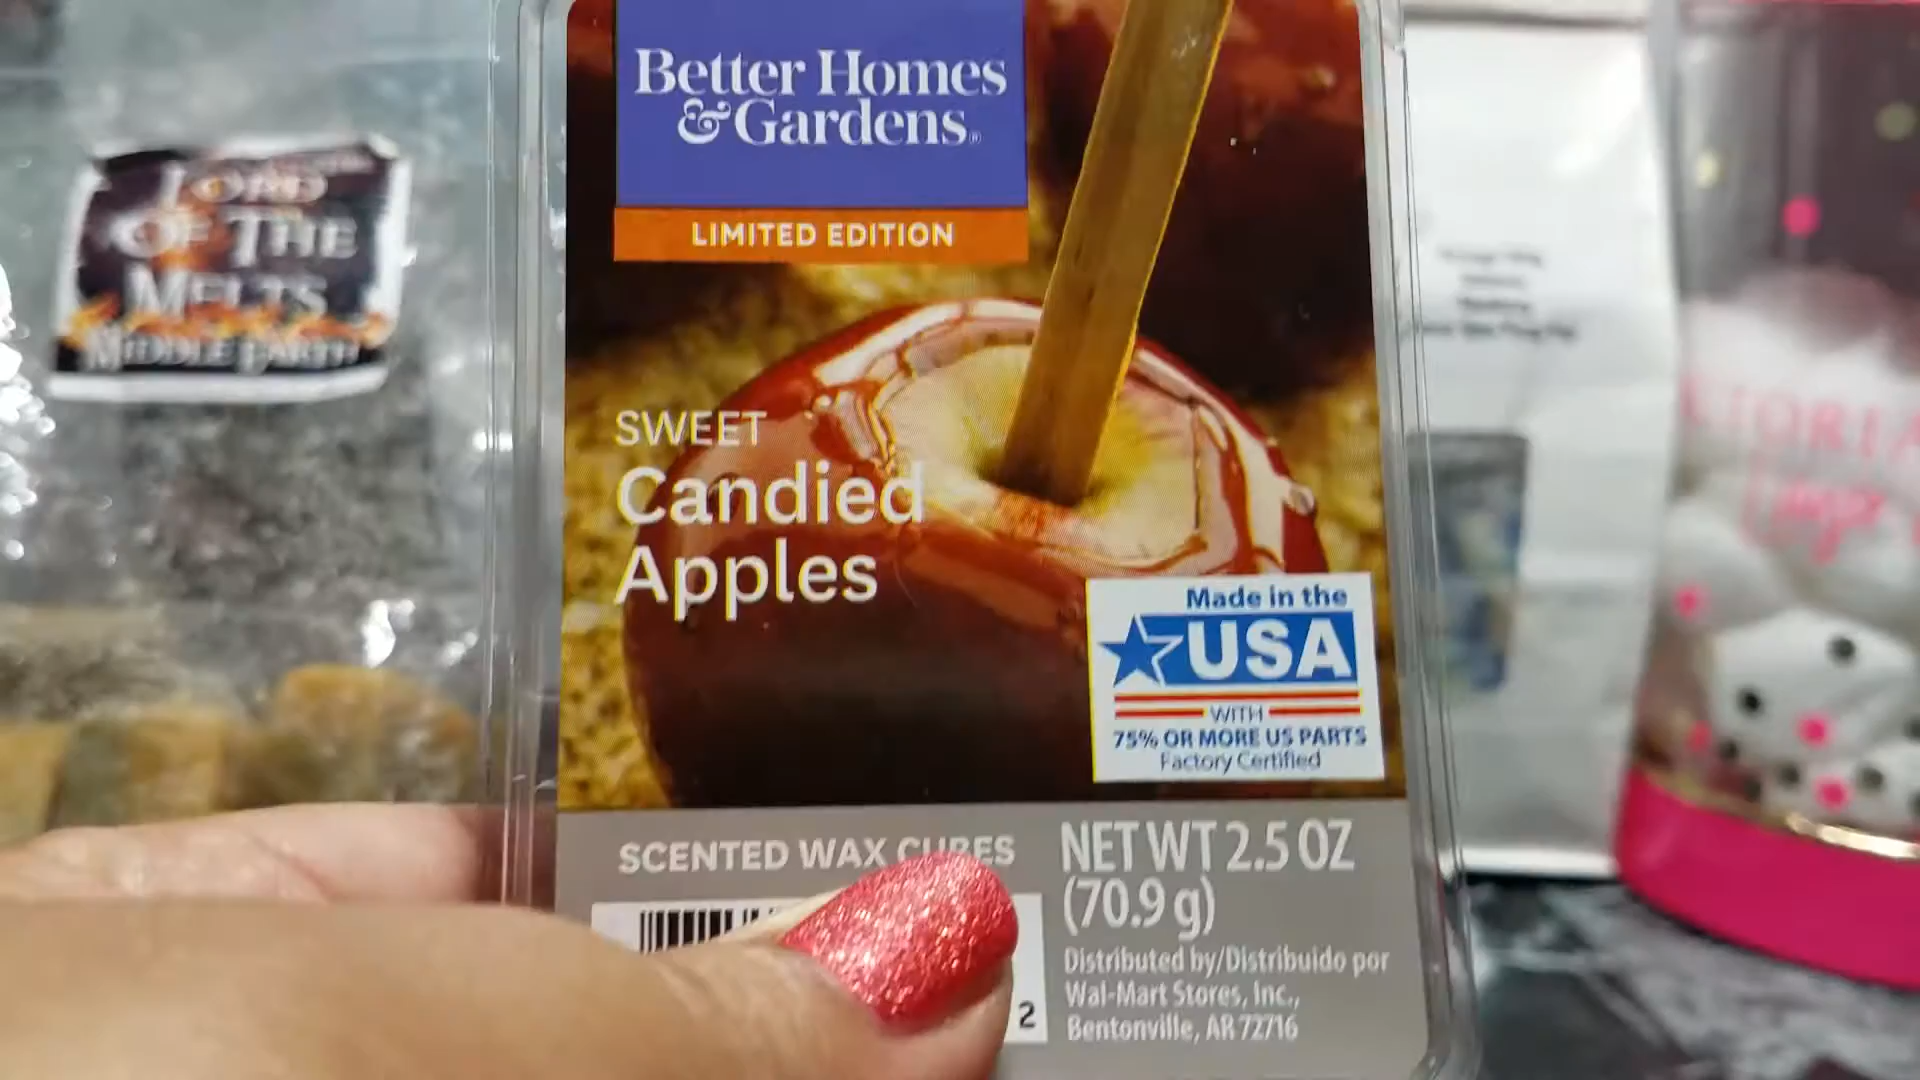 LORD
OF THE
MELTS
MIDDLE EARTH
Better Homes
& Gardens®
LIMITED EDITION
SWEET
Candied
Apples
Made in the
USA
WITH
75% OR MORE US PARTS
Factory Certified
SCENTED WAX CUBES
NET WT 2.5 OZ
(70.9 g)
Distributed by/Distribuido por
Wal-Mart Stores, Inc.,
Bentonville, AR 72716
2